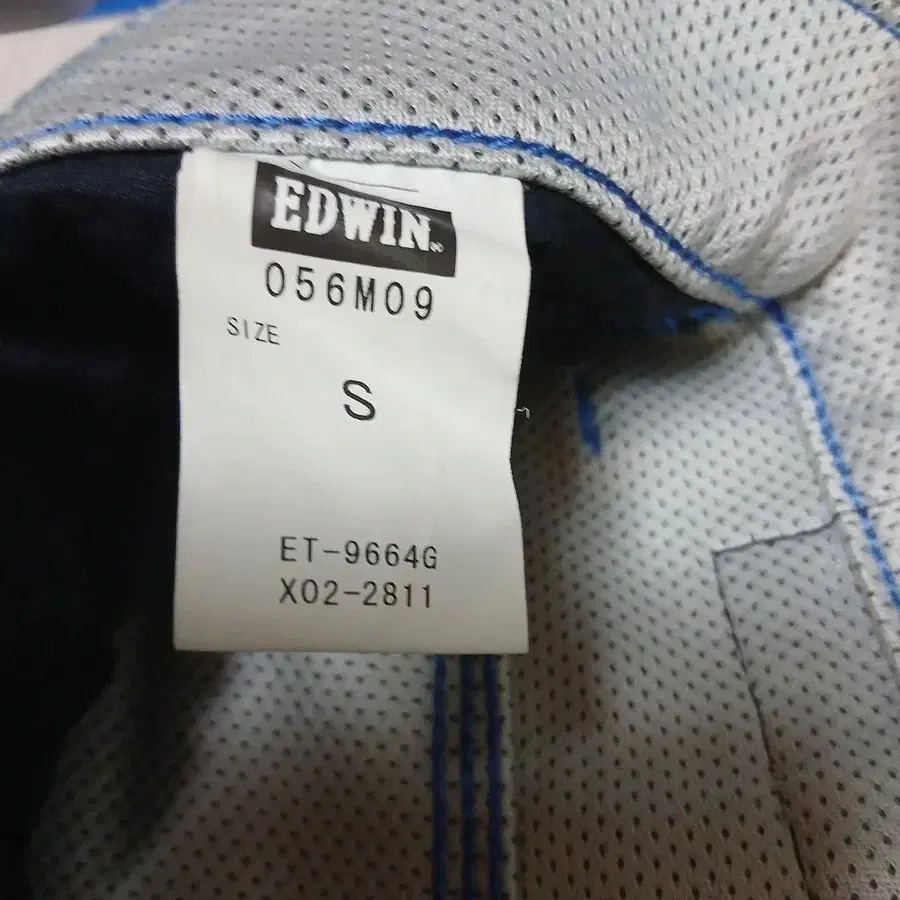 EDWIN®
056M09
SIZE
S
ET-9664G
X02-2811